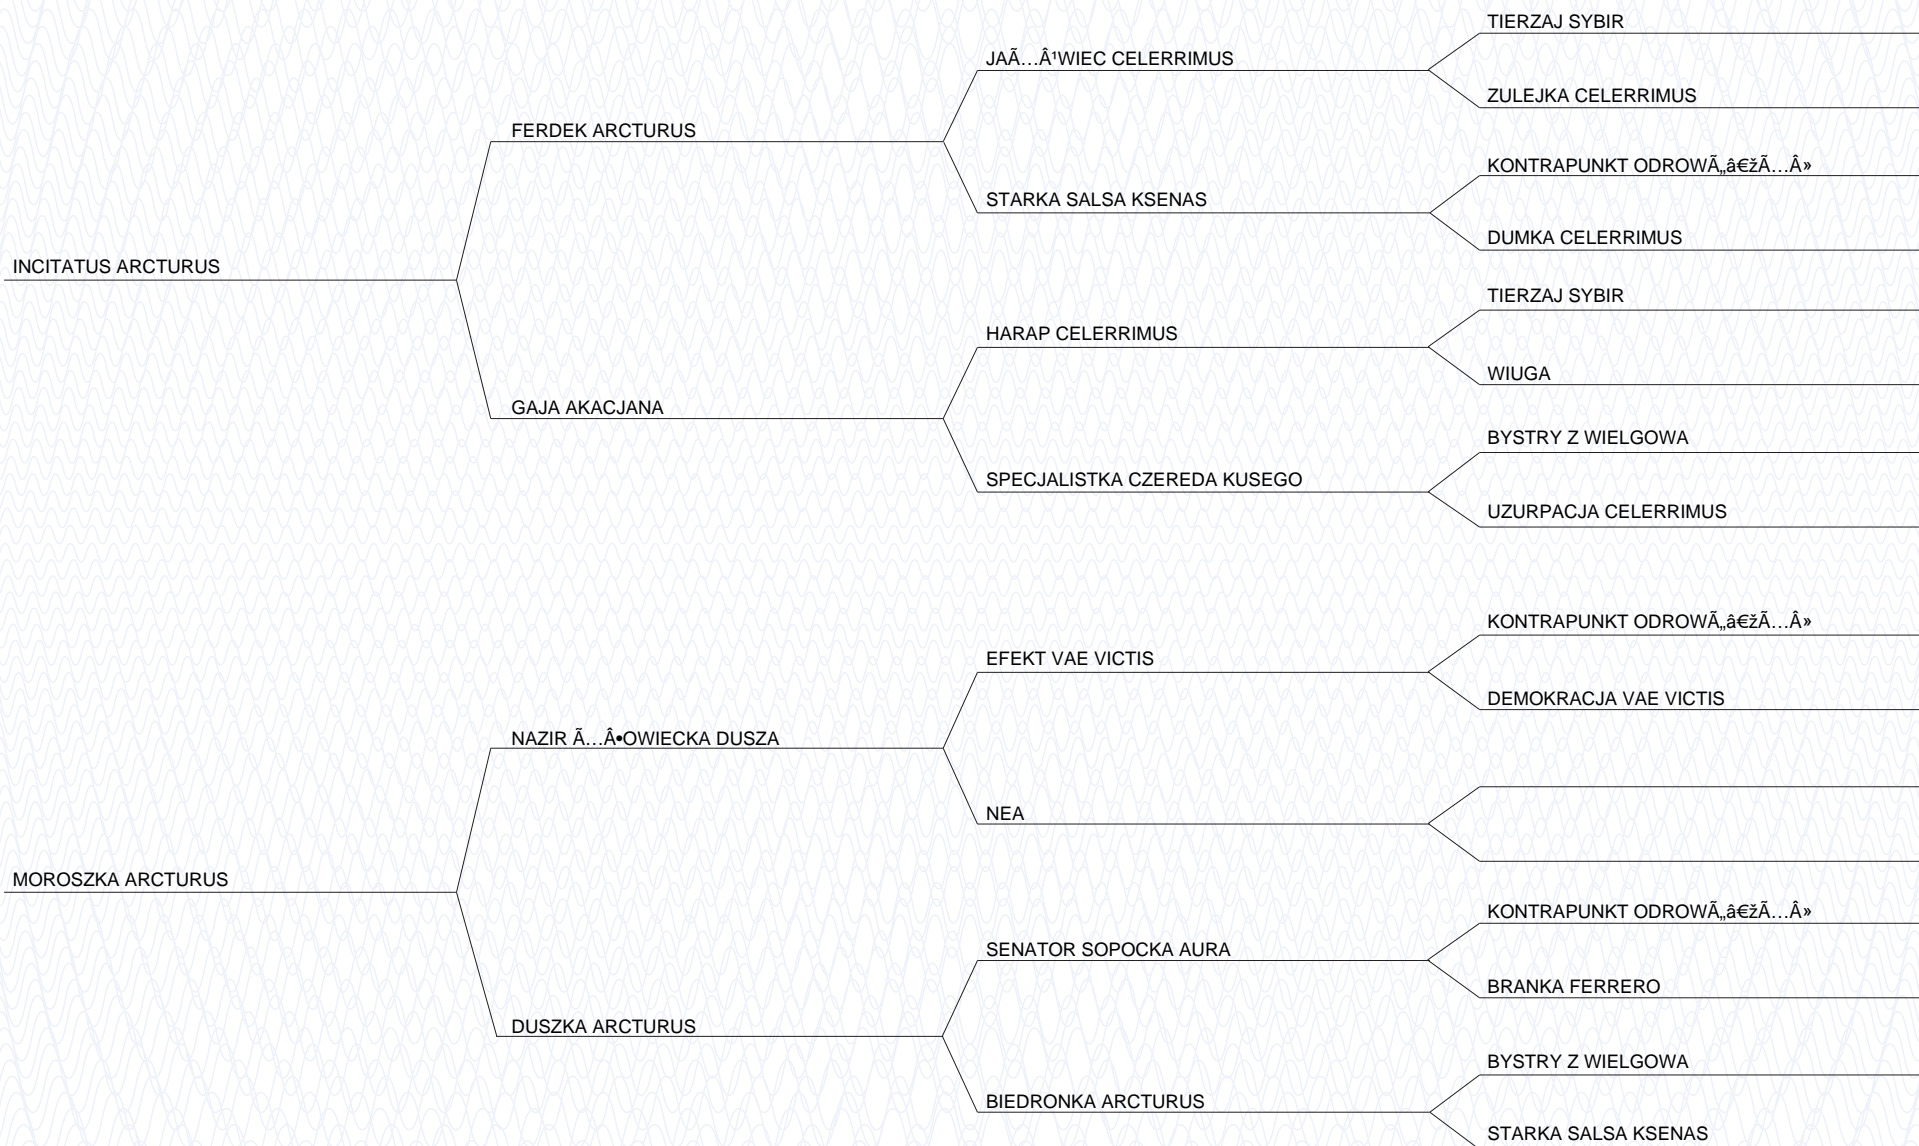 TIERZAJ SYBIR
JAÃ…Â¹WIEC CELERRIMUS
ZULEJKA CELERRIMUS
FERDEK ARCTURUS
KONTRAPUNKT ODROWÃ„â€žÃ…Â»
STARKA SALSA KSENAS
DUMKA CELERRIMUS
INCITATUS ARCTURUS
TIERZAJ SYBIR
HARAP CELERRIMUS
WIUGA
GAJA AKACJANA
BYSTRY Z WIELGOWA
SPECJALISTKA CZEREDA KUSEGO
UZURPACJA CELERRIMUS
KONTRAPUNKT ODROWÃ„â€žÃ…Â»
EFEKT VAE VICTIS
DEMOKRACJA VAE VICTIS
NAZIR Ã…Â•OWIECKA DUSZA
NEA
MOROSZKA ARCTURUS
KONTRAPUNKT ODROWÃ„â€žÃ…Â»
SENATOR SOPOCKA AURA
BRANKA FERRERO
DUSZKA ARCTURUS
BYSTRY Z WIELGOWA
BIEDRONKA ARCTURUS
STARKA SALSA KSENAS